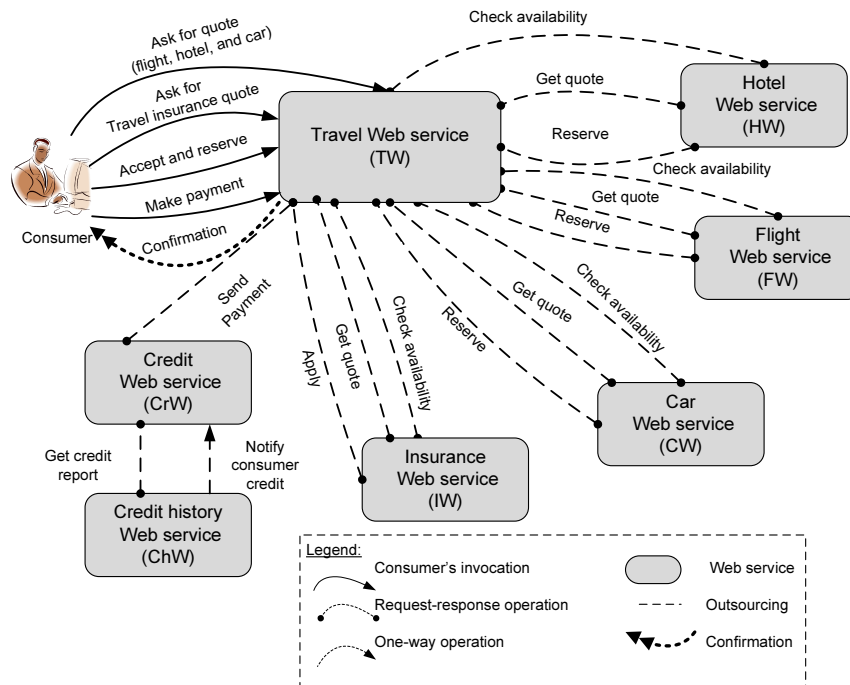 Check availability
Ask for quote
(flight, hotel, and car)
Ask for
Travel insurance quote
Accept and reserve
Make payment
Confirmation
Consumer
Travel Web service
(TW)
Get quote
Reserve
Hotel
Web service
(HW)
Check availability
Get quote
Reserve
Flight
Web service
(FW)
Send
Payment
Apply
Get quote
Check availability
Reserve
Get quote
Check availability
Credit
Web service
(CrW)
Car
Web service
(CW)
Get credit
report
Notify
consumer
credit
Insurance
Web service
(IW)
Credit history
Web service
(ChW)
Legend:
Consumer's invocation
Request-response operation
One-way operation
Web service
Outsourcing
Confirmation